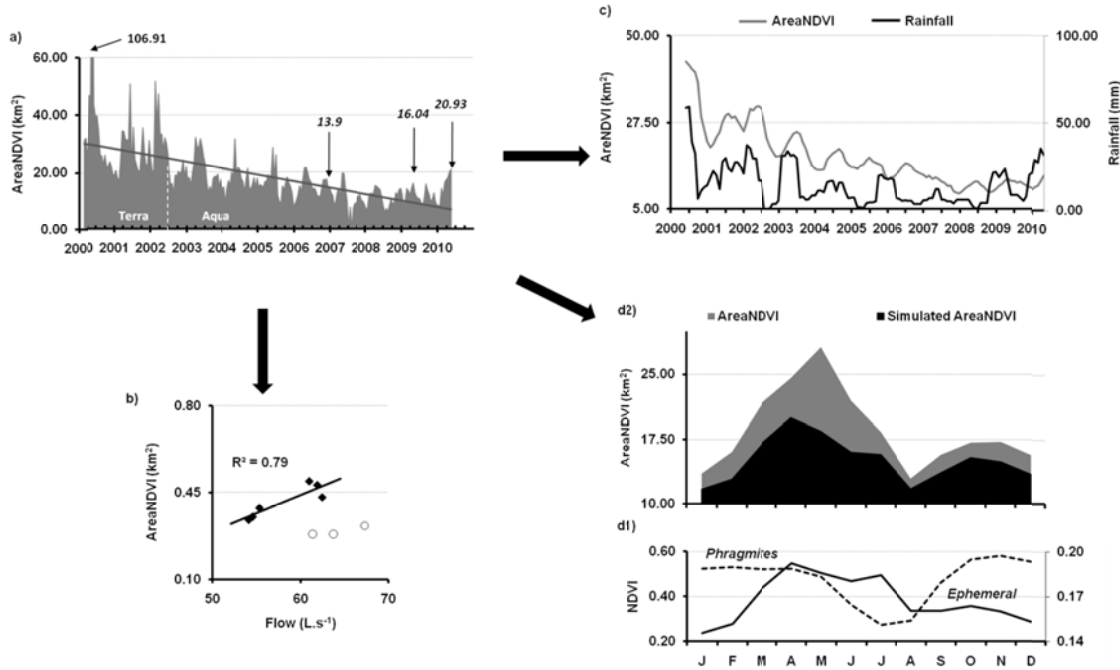 a)
106.91
60.00
40.00
20.00
0.00
AreaNDVI (km²)
13.9
16.04
20.93
Terra
Aqua
2000 2001 2002 2003 2004 2005 2006 2007 2008 2009 2010
c)
AreaNDVI
Rainfall
50.00
27.50
5.00
AreNDVI (km²)
100.00
50.00
0.00
Rainfall (mm)
2000 2001 2002 2003 2004 2005 2006 2007 2008 2009 2010
b)
0.80
0.45
0.10
AreaNDVI (km²)
R² = 0.79
50 60 70
Flow (L.s⁻¹)
d2)
AreaNDVI
Simulated AreaNDVI
25.00
17.50
10.00
AreaNDVI (km²)
d1)
0.60
0.40
0.20
NDVI
Phragmites
Ephemeral
0.20
0.17
0.14
J F M A M J J A S O N D